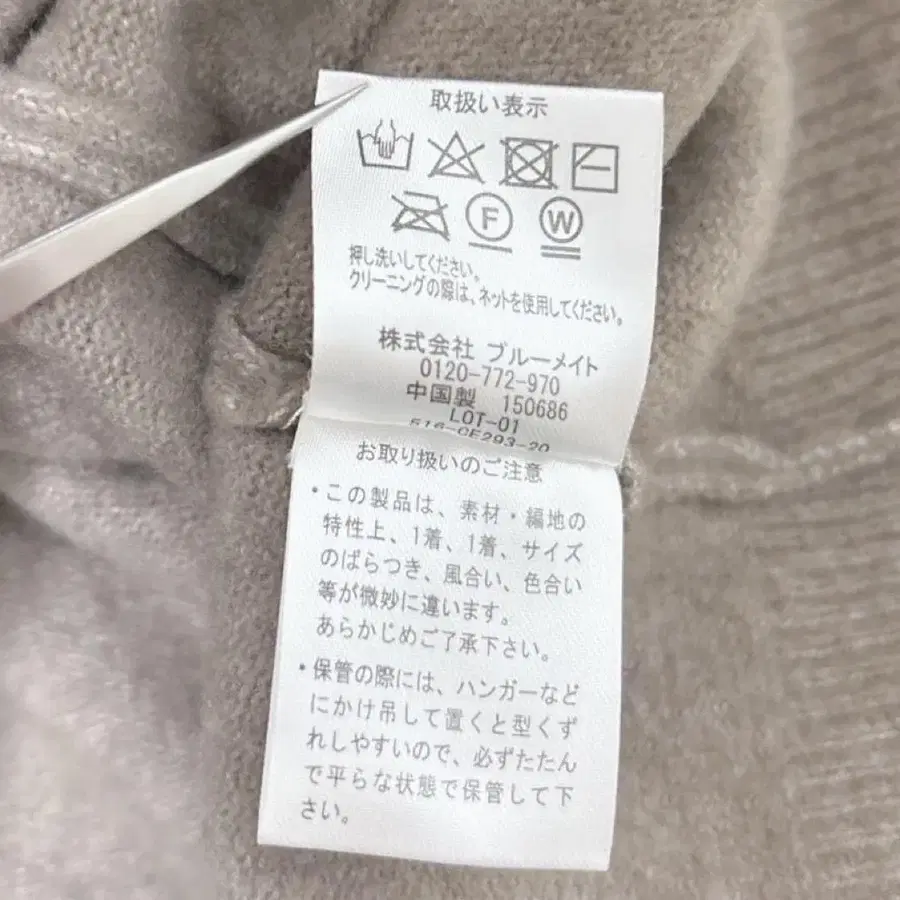 取扱い表示
F W
押し洗いしてください。
クリーニングの際は、ネットを使用してください。
株式会社 ブルーメイト
0120-772-970
中国製 150686
LOT-01
516-CE293-20
お取り扱いのご注意
・この製品は、素材・編地の
特性上、1着、1着、サイズ
のばらつき、風合い、色合い
等が微妙に違います。
あらかじめご了承下さい。
・保管の際には、ハンガーなど
にかけ吊して置くと型くず
れしやすいので、必ずたたん
で平らな状態で保管して下
さい。